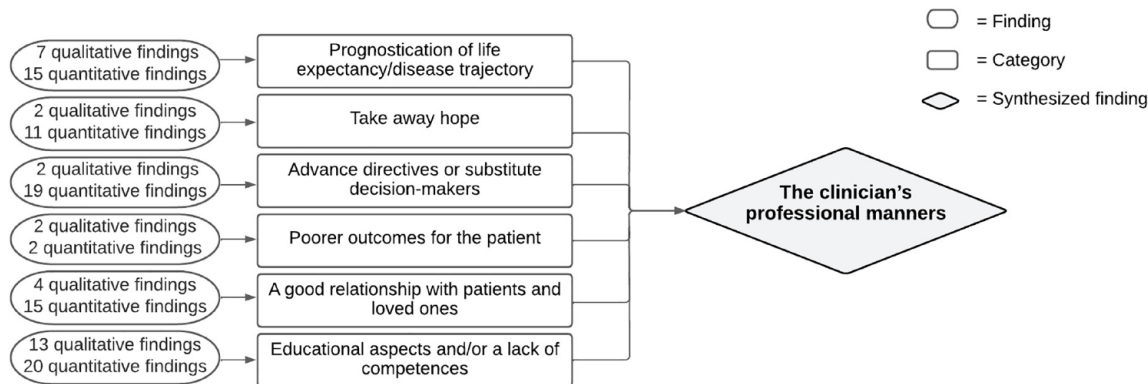 7 qualitative findings
15 quantitative findings
Prognostication of life
expectancy/disease trajectory
2 qualitative findings
11 quantitative findings
Take away hope
2 qualitative findings
19 quantitative findings
Advance directives or substitute
decision-makers
2 qualitative findings
2 quantitative findings
Poorer outcomes for the patient
4 qualitative findings
15 quantitative findings
A good relationship with patients and
loved ones
13 qualitative findings
20 quantitative findings
Educational aspects and/or a lack of
competences
The clinician's
professional manners
= Finding
= Category
= Synthesized finding